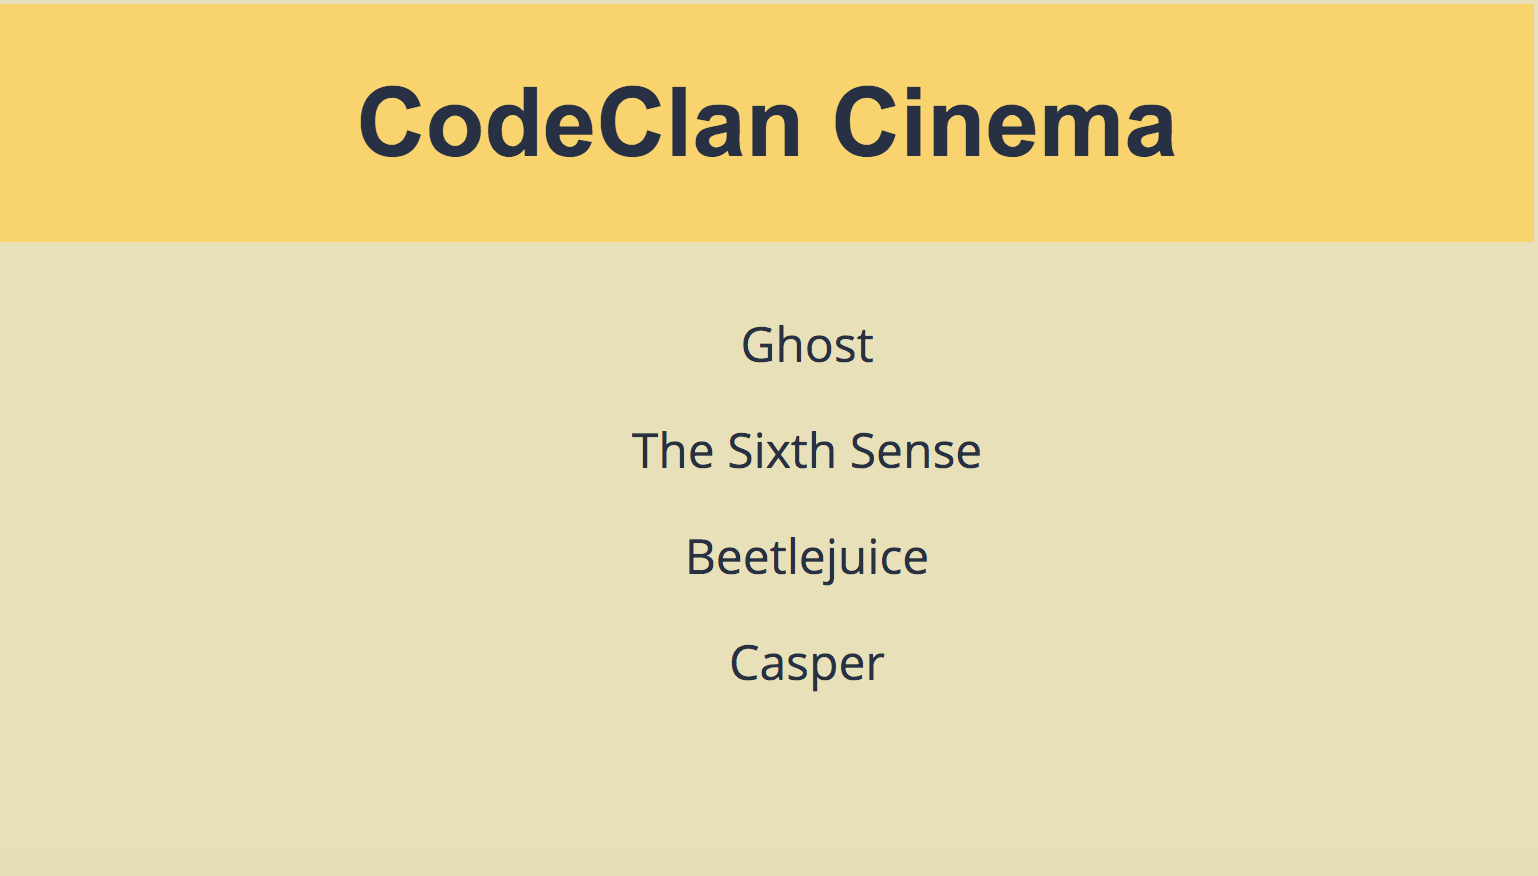 CodeClan Cinema
Ghost
The Sixth Sense
Beetlejuice
Casper